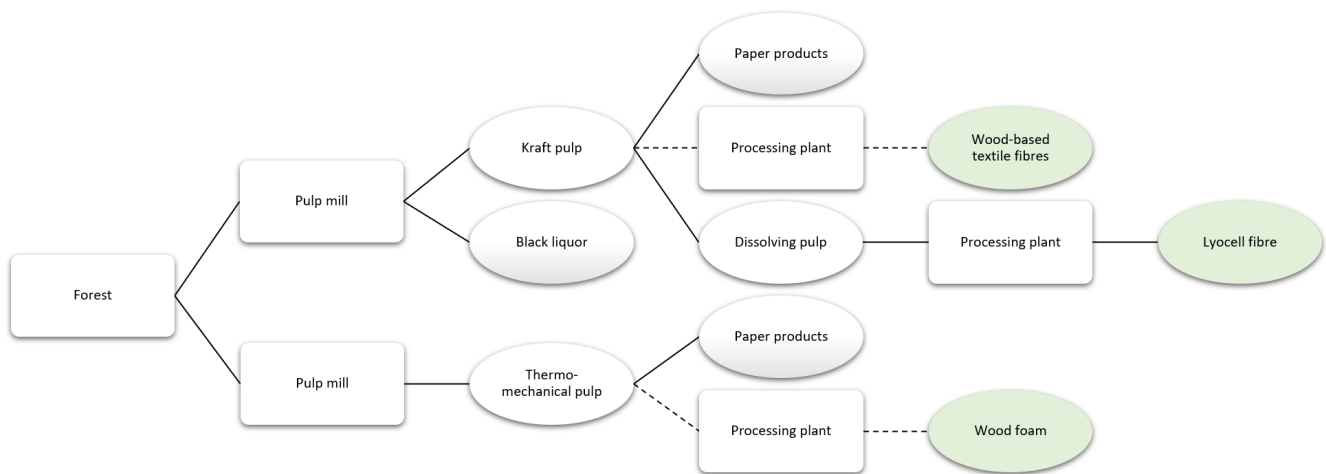 Paper products
Kraft pulp
Processing plant
Wood-based
textile fibres
Pulp mill
Black liquor
Dissolving pulp
Processing plant
Lyocell fibre
Forest
Paper products
Pulp mill
Thermo-
mechanical pulp
Processing plant
Wood foam